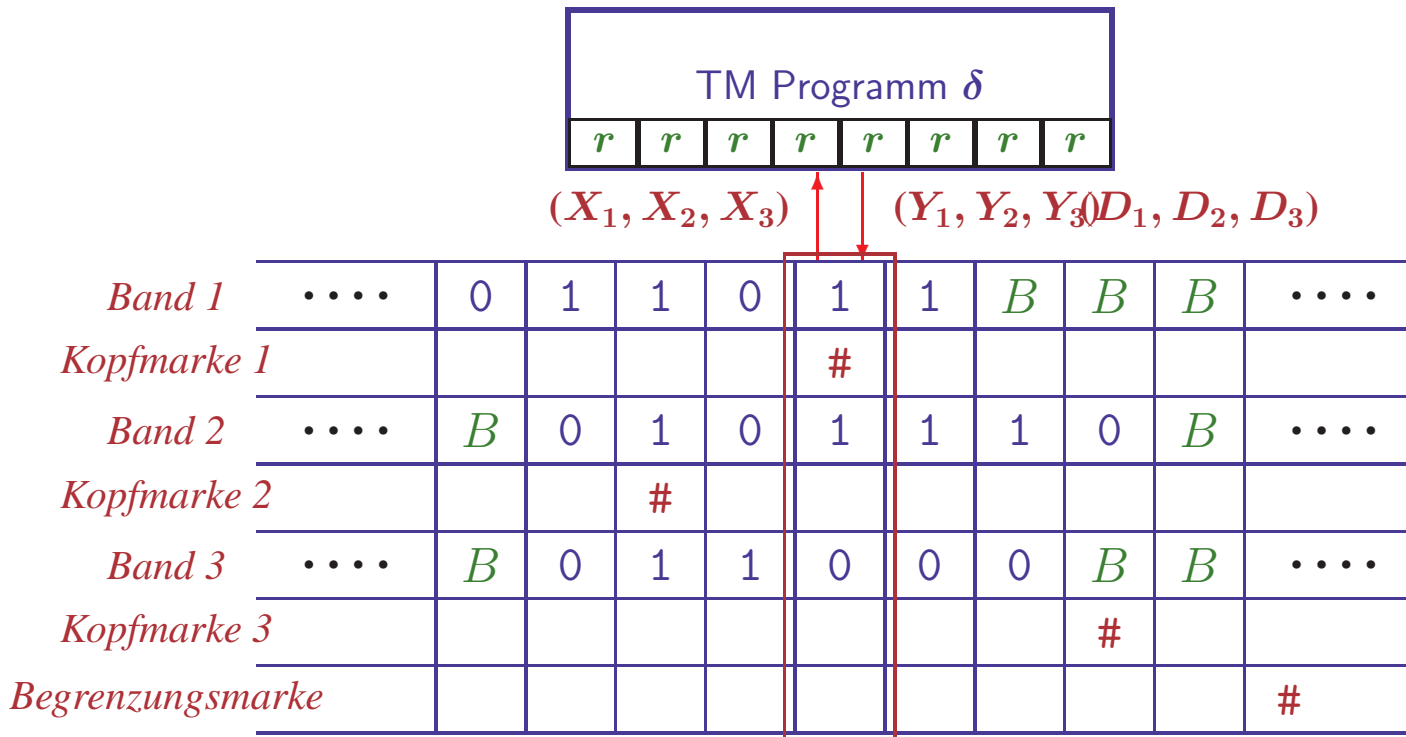 TM Programm δ
r r r r r r r r
(X₁, X₂, X₃) (Y₁, Y₂, Y₃)(D₁, D₂, D₃)
Band 1 ···· 0 1 1 0 1 1 B B B ····
Kopfmarke 1 #
Band 2 ···· B 0 1 0 1 1 1 0 B ····
Kopfmarke 2 #
Band 3 ···· B 0 1 1 0 0 0 B B ····
Kopfmarke 3 #
Begrenzungsmarke #